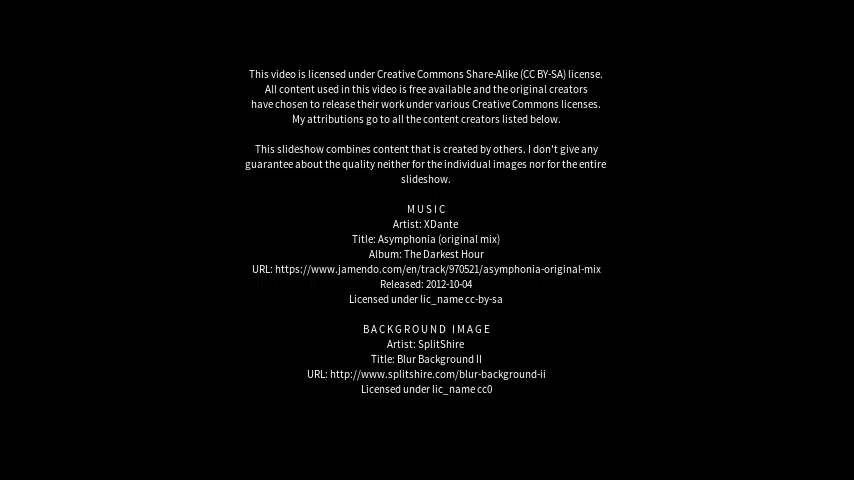 This video is licensed under Creative Commons Share-Alike (CC BY-SA) license.
All content used in this video is free available and the original creators
have chosen to release their work under various Creative Commons licenses.
My attributions go to all the content creators listed below.
This slideshow combines content that is created by others. I don't give any
guarantee about the quality neither for the individual images nor for the entire
slideshow.
MUSIC
Artist: XDante
Title: Asymphonia (original mix)
Album: The Darkest Hour
URL: https://www.jamendo.com/en/track/970521/asymphonia-original-mix
Released: 2012-10-04
Licensed under lic_name cc-by-sa
BACKGROUND IMAGE
Artist: SplitShire
Title: Blur Background II
URL: http://www.splitshire.com/blur-background-ii
Licensed under lic_name cc0